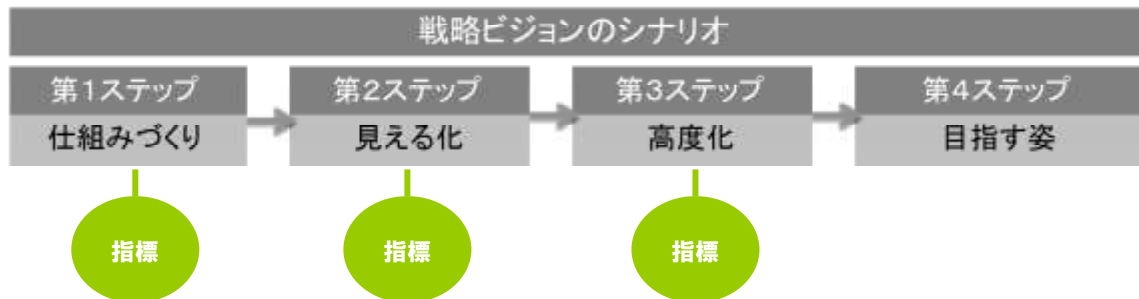 戦略ビジョンのシナリオ
第1ステップ
仕組みづくり
第2ステップ
見える化
第3ステップ
高度化
第4ステップ
目指す姿
指標
指標
指標